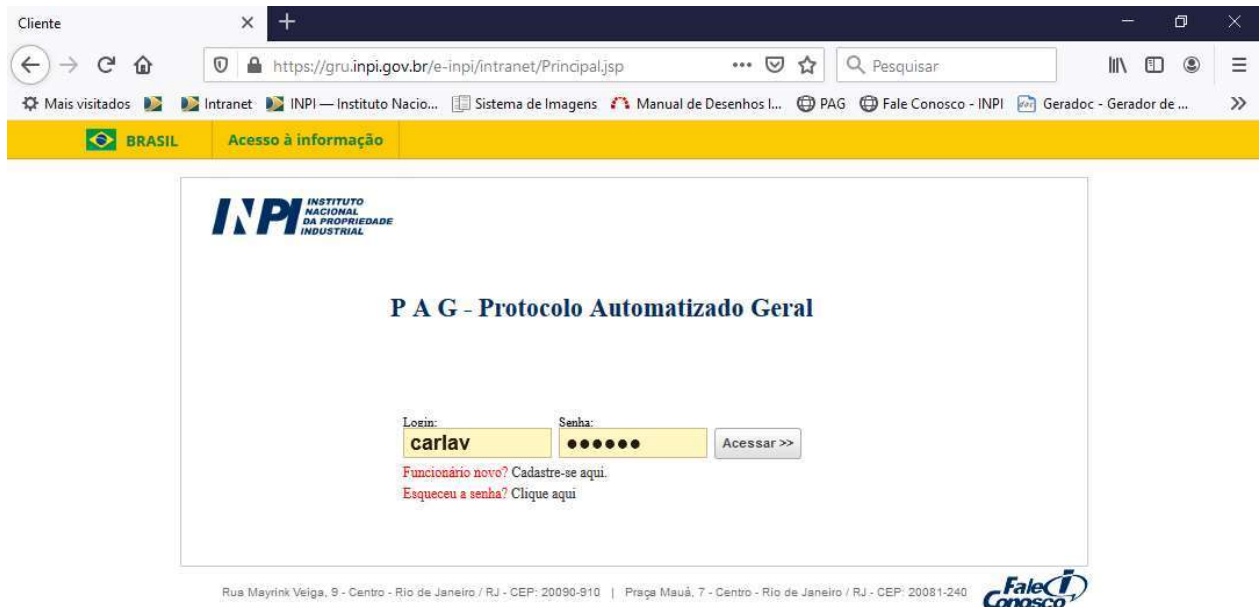 Cliente
https://gru.inpi.gov.br/e-inpi/intranet/Principal.jsp
Pesquisar
Mais visitados Intranet INPI — Instituto Nacio... Sistema de Imagens Manual de Desenhos I... PAG Fale Conosco - INPI Geradoc - Gerador de ...
BRASIL Acesso à informação
INPI INSTITUTO
NACIONAL
DA PROPRIEDADE
INDUSTRIAL
P A G - Protocolo Automatizado Geral
Login: Senha:
carlav ●●●●●● Acessar >>
Funcionário novo? Cadastre-se aqui.
Esqueceu a senha? Clique aqui
Rua Mayrink Veiga, 9 - Centro - Rio de Janeiro / RJ - CEP: 20090-910 | Praça Mauá, 7 - Centro - Rio de Janeiro / RJ - CEP: 20081-240
Fale
Conosco